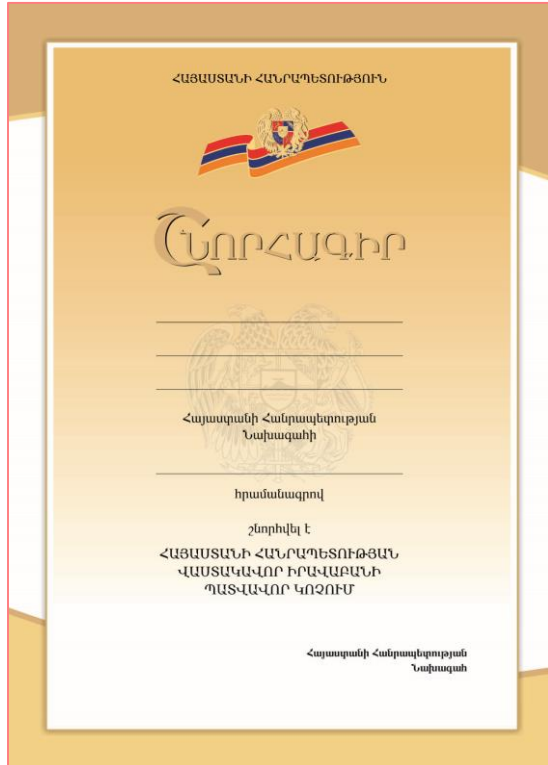 ՀԱՅԱՍՏԱՆԻ ՀԱՆՐԱՊԵՏՈՒԹՅՈՒՆ
ՇՆՈՐՀԱԳԻՐ
Հայաստանի Հանրապետության
Նախագահի
հրամանագրով
շնորհվել է
ՀԱՅԱՍՏԱՆԻ ՀԱՆՐԱՊԵՏՈՒԹՅԱՆ
ՎԱՍՏԱԿԱՎՈՐ ԻՐԱՎԱԲԱՆԻ
ՊԱՏՎԱՎՈՐ ԿՈՉՈՒՄ
Հայաստանի Հանրապետության
Նախագահ